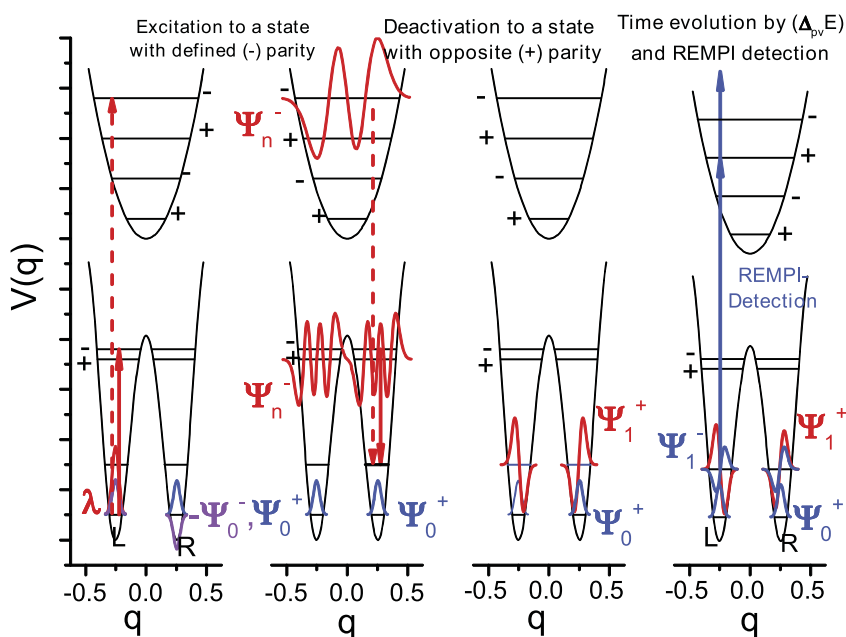 Excitation to a state
with defined (-) parity
Deactivation to a state
with opposite (+) parity
Time evolution by (Δpv E)
and REMPI detection
V(q)
-
+
-
+
-
+
λ
L
R
-Ψ0-,Ψ0+
-0.5 0.0 0.5
q
-
+
-
+
Ψn-
-
+
Ψn-
Ψ0+
-0.5 0.0 0.5
q
-
+
-
+
-
+
Ψ1+
Ψ0+
-0.5 0.0 0.5
q
-
+
-
+
REMPI-
Detection
-
+
Ψ1-
Ψ1+
Ψ0+
L
R
-0.5 0.0 0.5
q